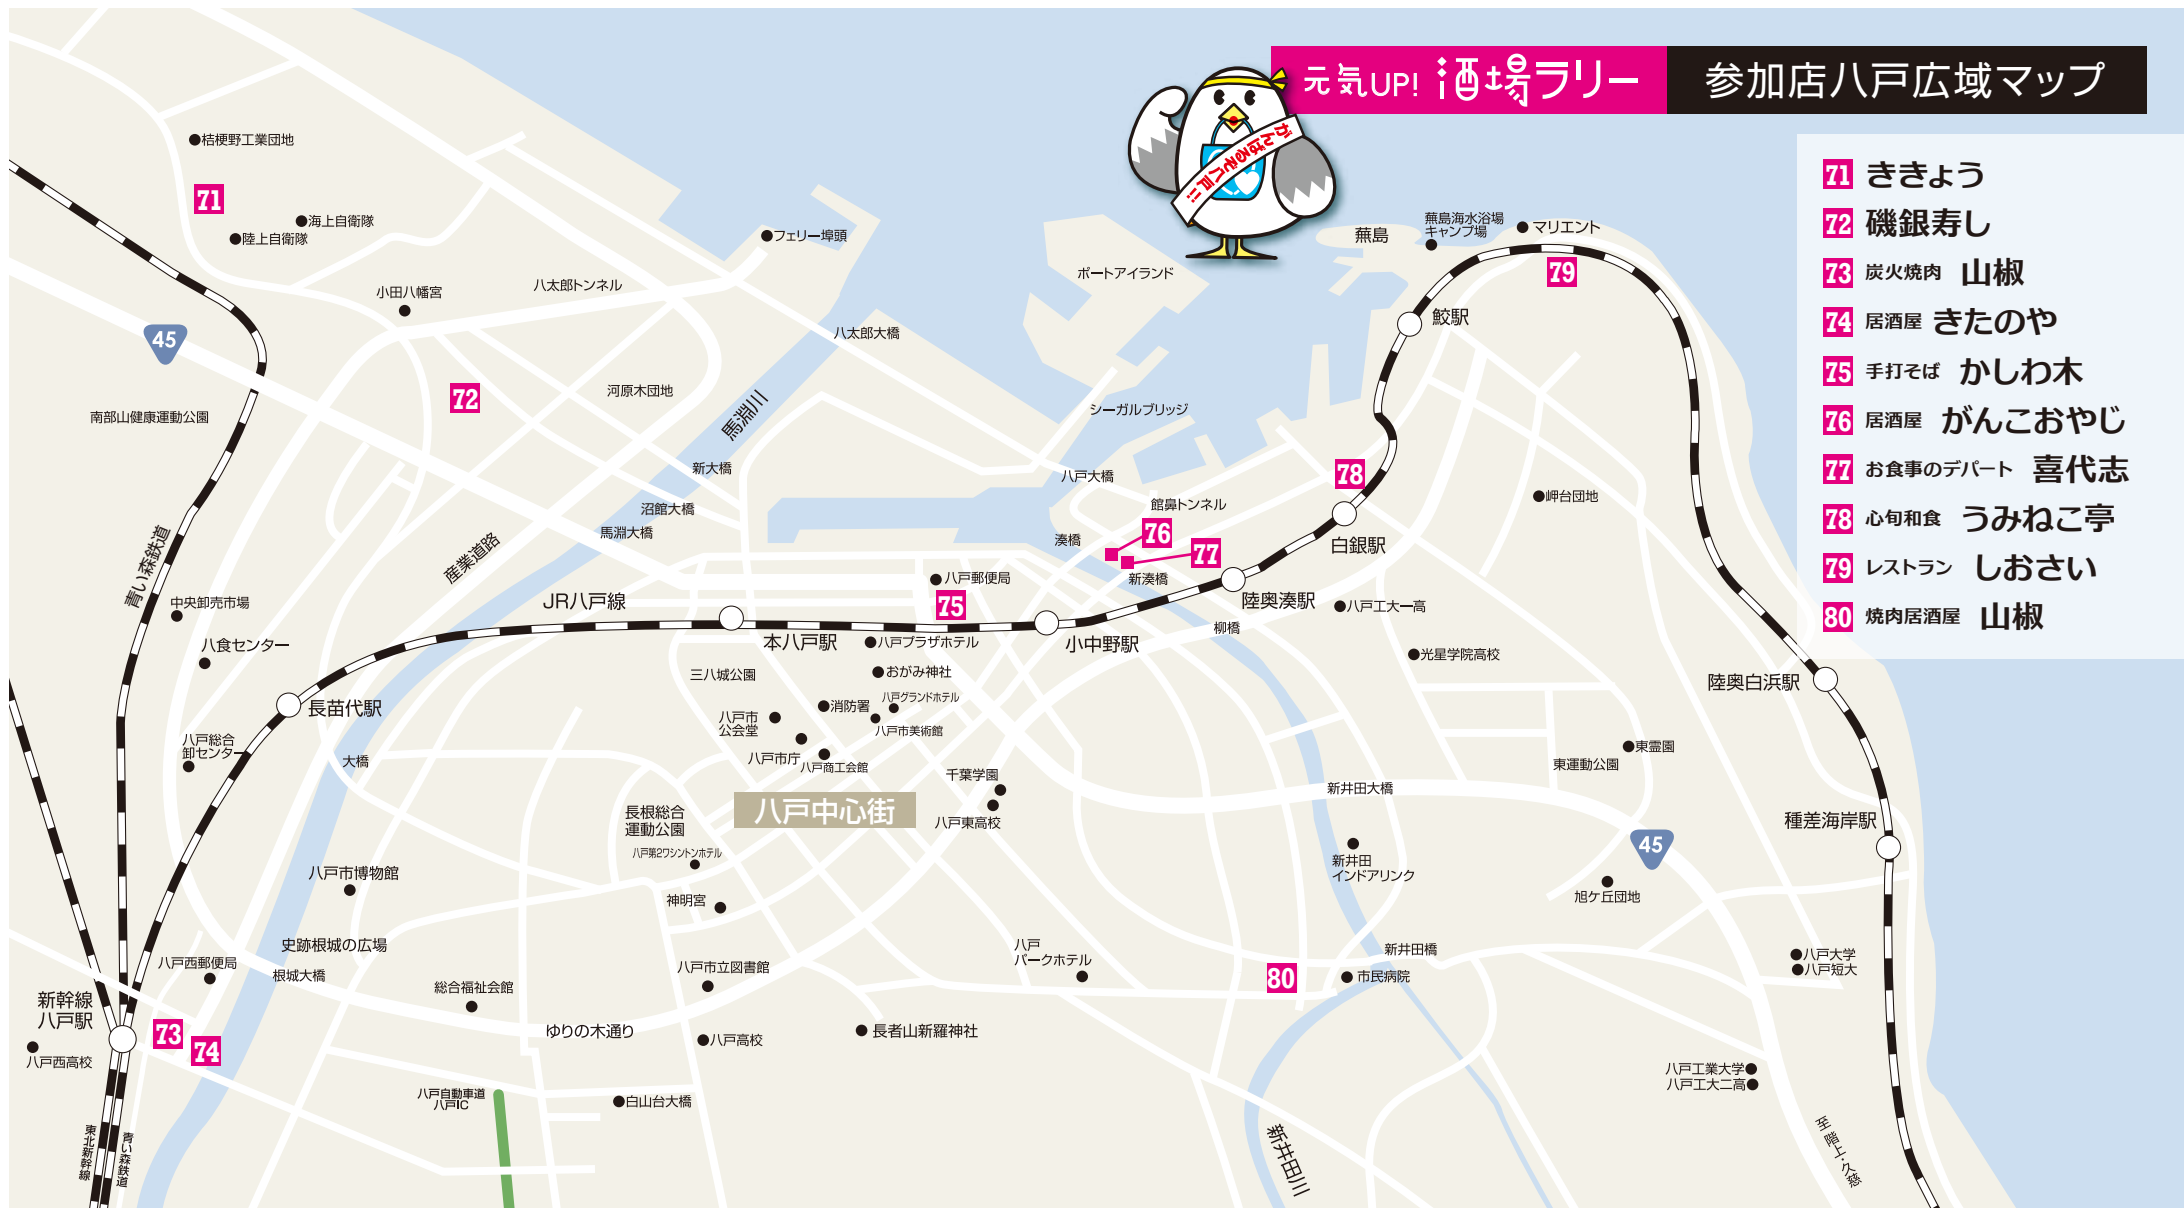 元気UP! 酒場ラリー 参加店八戸広域マップ
がんばるぞ八戸!!
71 ききょう
72 磯銀寿し
73 炭火焼肉 山椒
74 居酒屋 きたのや
75 手打そば かしわ木
76 居酒屋 がんこおやじ
77 お食事のデパート 喜代志
78 心旬和食 うみねこ亭
79 レストラン しおさい
80 焼肉居酒屋 山椒
桔梗野工業団地
71
海上自衛隊
陸上自衛隊
フェリー埠頭
ポートアイランド
蕪島
蕪島海水浴場
キャンプ場
マリエント
79
小田八幡宮
八太郎トンネル
45
八太郎大橋
鮫駅
72
河原木団地
馬淵川
シーガルブリッジ
南部山健康運動公園
新大橋
八戸大橋
78
岬台団地
沼館大橋
館鼻トンネル
馬淵大橋
産業道路
湊橋
76
77
白銀駅
青い森鉄道
新湊橋
八戸郵便局
75
JR八戸線
陸奥湊駅
八戸工大一高
中央卸売市場
柳橋
八食センター
本八戸駅
八戸プラザホテル
小中野駅
光星学院高校
三八城公園
おがみ神社
陸奥白浜駅
長苗代駅
八戸グランドホテル
消防署
八戸市
公会堂
八戸市美術館
八戸総合
卸センター
大橋
八戸市庁
八戸商工会館
東霊園
東運動公園
千葉学園
新井田大橋
八戸中心街
長根総合
運動公園
八戸東高校
種差海岸駅
45
八戸第2ワシントンホテル
新井田
インドアリンク
八戸市博物館
神明宮
旭ケ丘団地
史跡根城の広場
八戸
パークホテル
新井田橋
八戸大学
八戸短大
八戸西郵便局
根城大橋
八戸市立図書館
80
市民病院
総合福祉会館
新幹線
八戸駅
73
74
ゆりの木通り
長者山新羅神社
八戸高校
八戸西高校
八戸工業大学
八戸工大二高
八戸自動車道
八戸IC
白山台大橋
東北新幹線
青い森鉄道
新井田川
至 階上・久慈